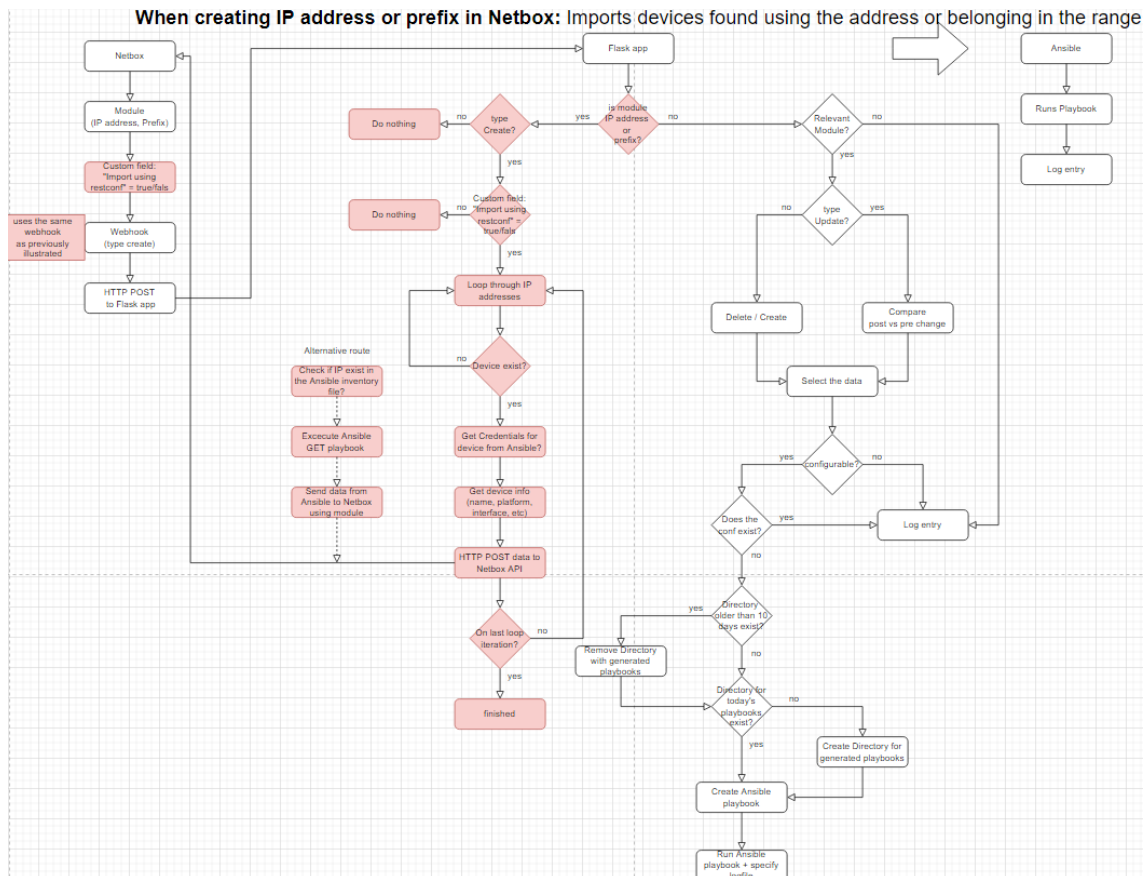 When creating IP address or prefix in Netbox: Imports devices found using the address or belonging in the range
Netbox
Module
(IP address, Prefix)
Custom field:
"Import using
restconf" = true/fals
uses the same
webhook
as previously
illustrated
Webhook
(type create)
HTTP POST
to Flask app
Flask app
is module
IP address
or
prefix?
yes
no
type
Create?
no
Do nothing
yes
Custom field:
"Import using
restconf" =
true/fals
no
Do nothing
yes
Loop through IP
addresses
Device exist?
no
yes
Get Credentials for
device from Ansible?
Get device info
(name, platform,
interface, etc)
HTTP POST data to
Netbox API
On last loop
iteration?
no
yes
finished
Alternative route
Check if IP exist in
the Ansible inventory
file?
Excecute Ansible
GET playbook
Send data from
Ansible to Netbox
using module
Relevant
Module?
no
yes
type
Update?
no
yes
Delete / Create
Compare
post vs pre change
Select the data
configurable?
yes
no
Does the
conf exist?
yes
Log entry
no
Directory
older than 10
days exist?
yes
no
Remove Directory
with generated
playbooks
Directory for
today's
playbooks
exist?
no
yes
Create Directory for
generated playbooks
Create Ansible
playbook
Run Ansible
playbook + specify
logfile
Ansible
Runs Playbook
Log entry